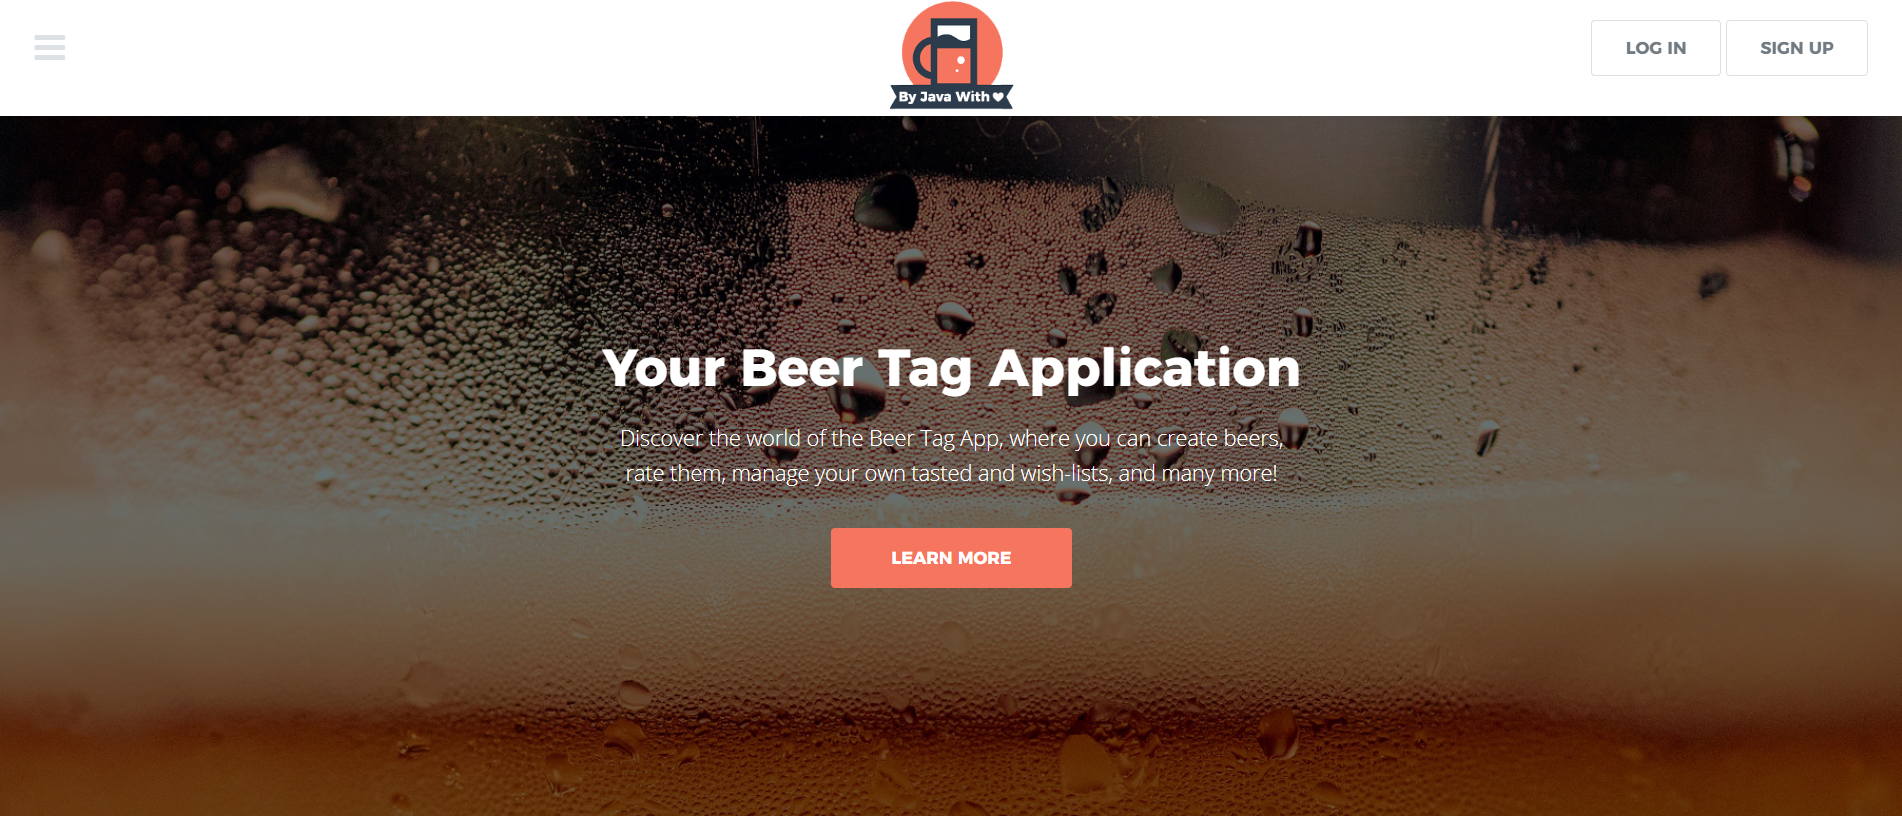 By Java With
LOG IN
SIGN UP
Your Beer Tag Application
Discover the world of the Beer Tag App, where you can create beers,
rate them, manage your own tasted and wish-lists, and many more!
LEARN MORE